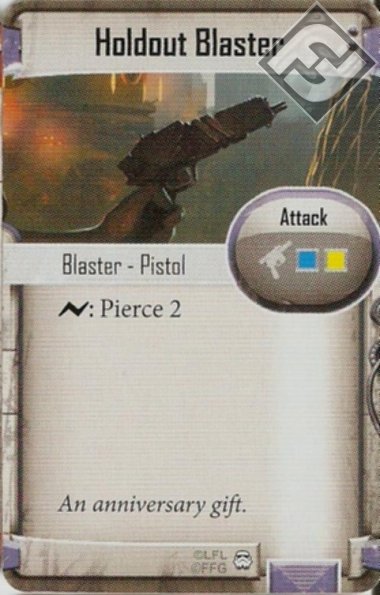 Holdout Blaster
Attack
Blaster - Pistol
: Pierce 2
An anniversary gift.
©LFL
©FFG